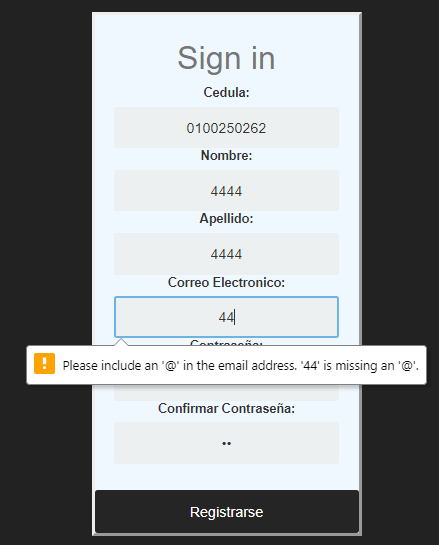 Sign in
Cedula:
0100250262
Nombre:
4444
Apellido:
4444
Correo Electronico:
44
Contraseña:
Please include an '@' in the email address. '44' is missing an '@'.
Confirmar Contraseña:
••
Registrarse